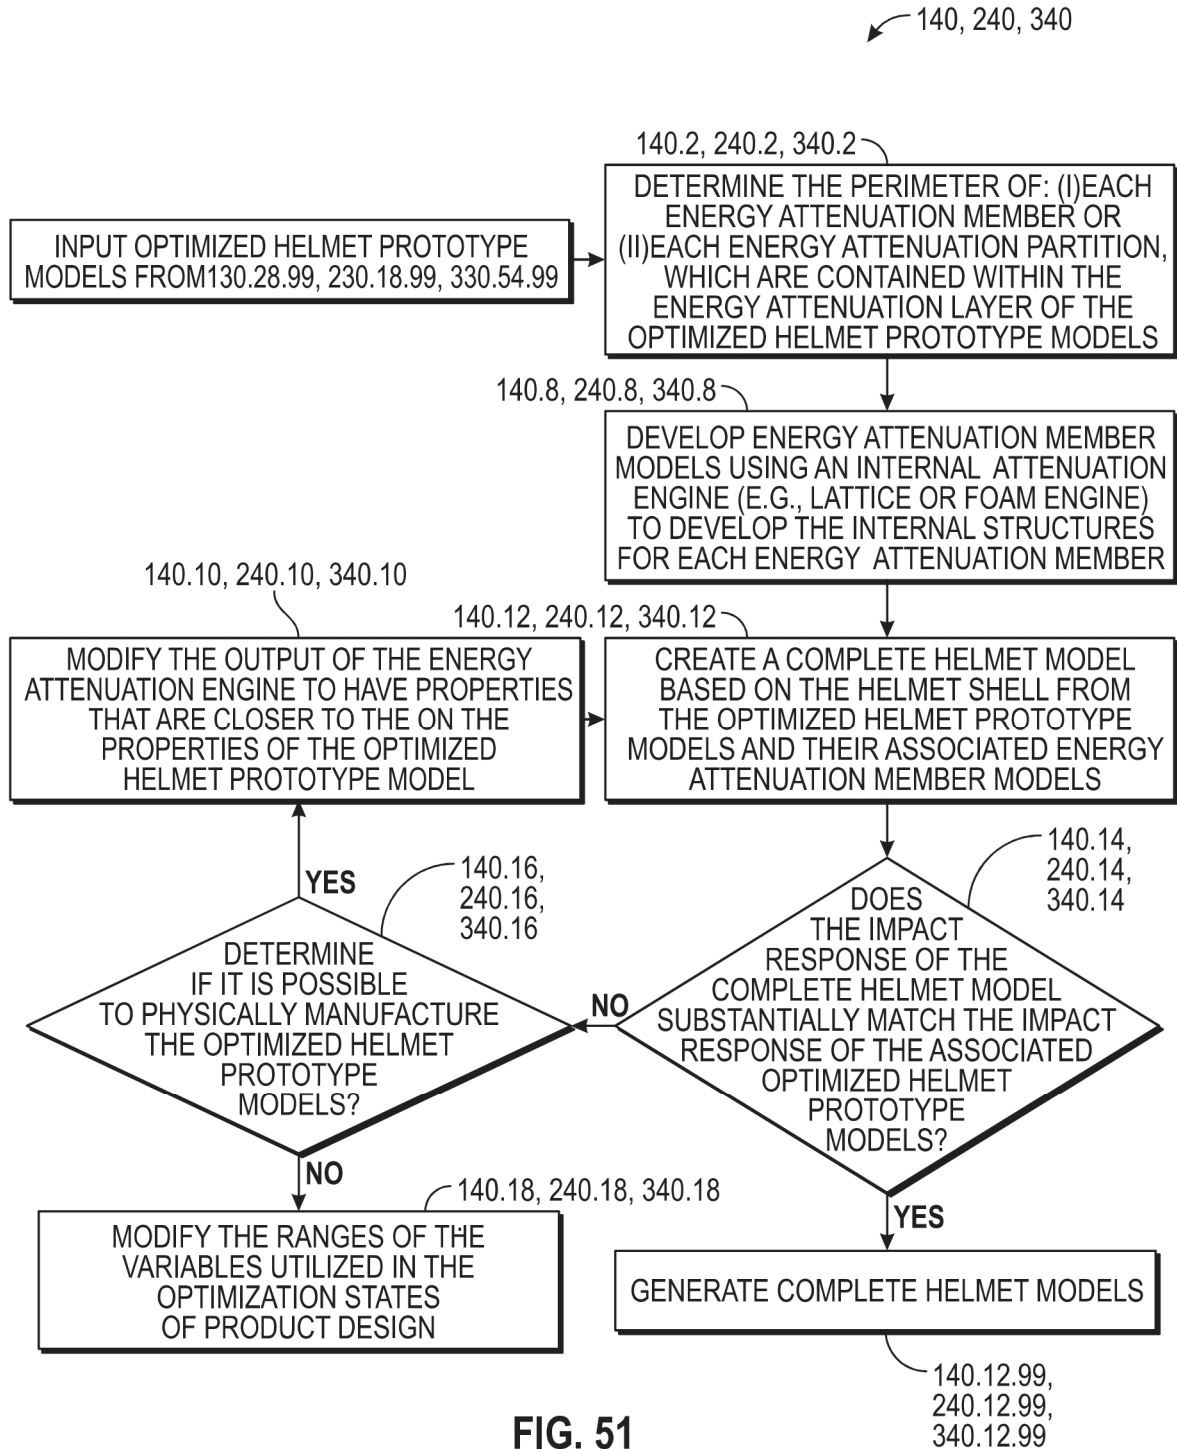 140, 240, 340
140.2, 240.2, 340.2
DETERMINE THE PERIMETER OF: (I)EACH
ENERGY ATTENUATION MEMBER OR
(II)EACH ENERGY ATTENUATION PARTITION,
WHICH ARE CONTAINED WITHIN THE
ENERGY ATTENUATION LAYER OF THE
OPTIMIZED HELMET PROTOTYPE MODELS
INPUT OPTIMIZED HELMET PROTOTYPE
MODELS FROM130.28.99, 230.18.99, 330.54.99
140.8, 240.8, 340.8
DEVELOP ENERGY ATTENUATION MEMBER
MODELS USING AN INTERNAL ATTENUATION
ENGINE (E.G., LATTICE OR FOAM ENGINE)
TO DEVELOP THE INTERNAL STRUCTURES
FOR EACH ENERGY ATTENUATION MEMBER
140.10, 240.10, 340.10
MODIFY THE OUTPUT OF THE ENERGY
ATTENUATION ENGINE TO HAVE PROPERTIES
THAT ARE CLOSER TO THE ON THE
PROPERTIES OF THE OPTIMIZED
HELMET PROTOTYPE MODEL
140.12, 240.12, 340.12
CREATE A COMPLETE HELMET MODEL
BASED ON THE HELMET SHELL FROM
THE OPTIMIZED HELMET PROTOTYPE
MODELS AND THEIR ASSOCIATED ENERGY
ATTENUATION MEMBER MODELS
140.14,
240.14,
340.14
DOES
THE IMPACT
RESPONSE OF THE
COMPLETE HELMET MODEL
SUBSTANTIALLY MATCH THE IMPACT
RESPONSE OF THE ASSOCIATED
OPTIMIZED HELMET
PROTOTYPE
MODELS?
NO
YES
140.16,
240.16,
340.16
DETERMINE
IF IT IS POSSIBLE
TO PHYSICALLY MANUFACTURE
THE OPTIMIZED HELMET
PROTOTYPE
MODELS?
NO
140.18, 240.18, 340.18
MODIFY THE RANGES OF THE
VARIABLES UTILIZED IN THE
OPTIMIZATION STATES
OF PRODUCT DESIGN
YES
GENERATE COMPLETE HELMET MODELS
140.12.99,
240.12.99,
340.12.99
FIG. 51